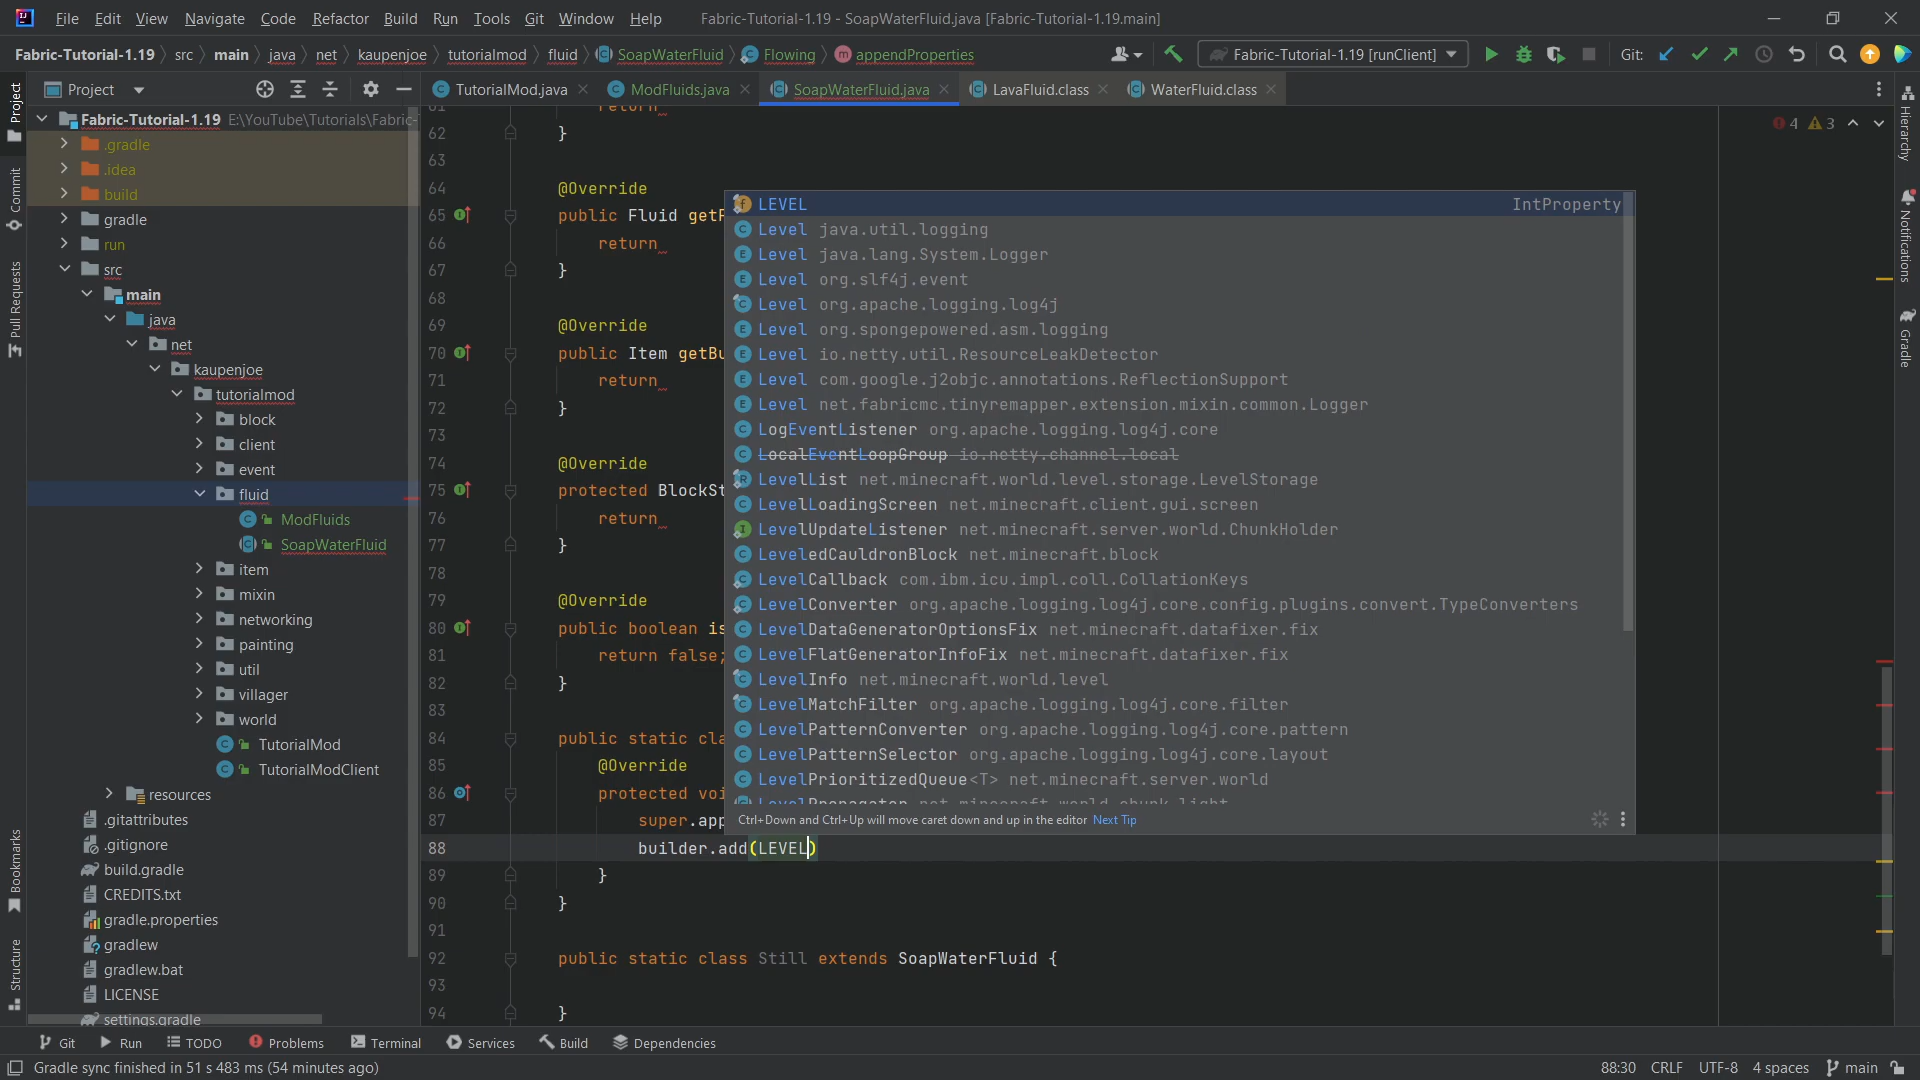 File Edit View Navigate Code Refactor Build Run Tools Git Window Help Fabric-Tutorial-1.19 - SoapWaterFluid.java [Fabric-Tutorial-1.19.main]
Fabric-Tutorial-1.19 src main java net kaupenjoe tutorialmod fluid SoapWaterFluid Flowing appendProperties Fabric-Tutorial-1.19 [runClient] Git:
Project TutorialMod.java ModFluids.java SoapWaterFluid.java LavaFluid.class WaterFluid.class
Project
Commit
Pull Requests
Bookmarks
Structure
Fabric-Tutorial-1.19 E:\YouTube\Tutorials\Fabric-
.gradle
.idea
build
gradle
run
src
main
java
net
kaupenjoe
tutorialmod
block
client
event
fluid
ModFluids
SoapWaterFluid
item
mixin
networking
painting
util
villager
world
TutorialMod
TutorialModClient
resources
.gitattributes
.gitignore
build.gradle
CREDITS.txt
gradle.properties
gradlew
gradlew.bat
LICENSE
settings.gradle
4 3
61 return
62 }
63
64 @Override
65 public Fluid getF
66 return
67 }
68
69 @Override
70 public Item getBu
71 return
72 }
73
74 @Override
75 protected BlockSt
76 return
77 }
78
79 @Override
80 public boolean is
81 return false;
82 }
83
84 public static cla
85 @Override
86 protected voi
87 super.app
88 builder.add(LEVEL)
89 }
90 }
91
92 public static class Still extends SoapWaterFluid {
93
94 }
LEVEL IntProperty
Level java.util.logging
Level java.lang.System.Logger
Level org.slf4j.event
Level org.apache.logging.log4j
Level org.spongepowered.asm.logging
Level io.netty.util.ResourceLeakDetector
Level com.google.j2objc.annotations.ReflectionSupport
Level net.fabricmc.tinyremapper.extension.mixin.common.Logger
LogEventListener org.apache.logging.log4j.core
LocalEventLoopGroup io.netty.channel.local
LevelList net.minecraft.world.level.storage.LevelStorage
LevelLoadingScreen net.minecraft.client.gui.screen
LevelUpdateListener net.minecraft.server.world.ChunkHolder
LeveledCauldronBlock net.minecraft.block
LevelCallback com.ibm.icu.impl.coll.CollationKeys
LevelConverter org.apache.logging.log4j.core.config.plugins.convert.TypeConverters
LevelDataGeneratorOptionsFix net.minecraft.datafixer.fix
LevelFlatGeneratorInfoFix net.minecraft.datafixer.fix
LevelInfo net.minecraft.world.level
LevelMatchFilter org.apache.logging.log4j.core.filter
LevelPatternConverter org.apache.logging.log4j.core.pattern
LevelPatternSelector org.apache.logging.log4j.core.layout
LevelPrioritizedQueue<T> net.minecraft.server.world
LevelPropagator net.minecraft.world.chunk.light
Ctrl+Down and Ctrl+Up will move caret down and up in the editor Next Tip
Hierarchy
Notifications
Gradle
Git Run TODO Problems Terminal Services Build Dependencies
Gradle sync finished in 51 s 483 ms (54 minutes ago) 88:30 CRLF UTF-8 4 spaces main